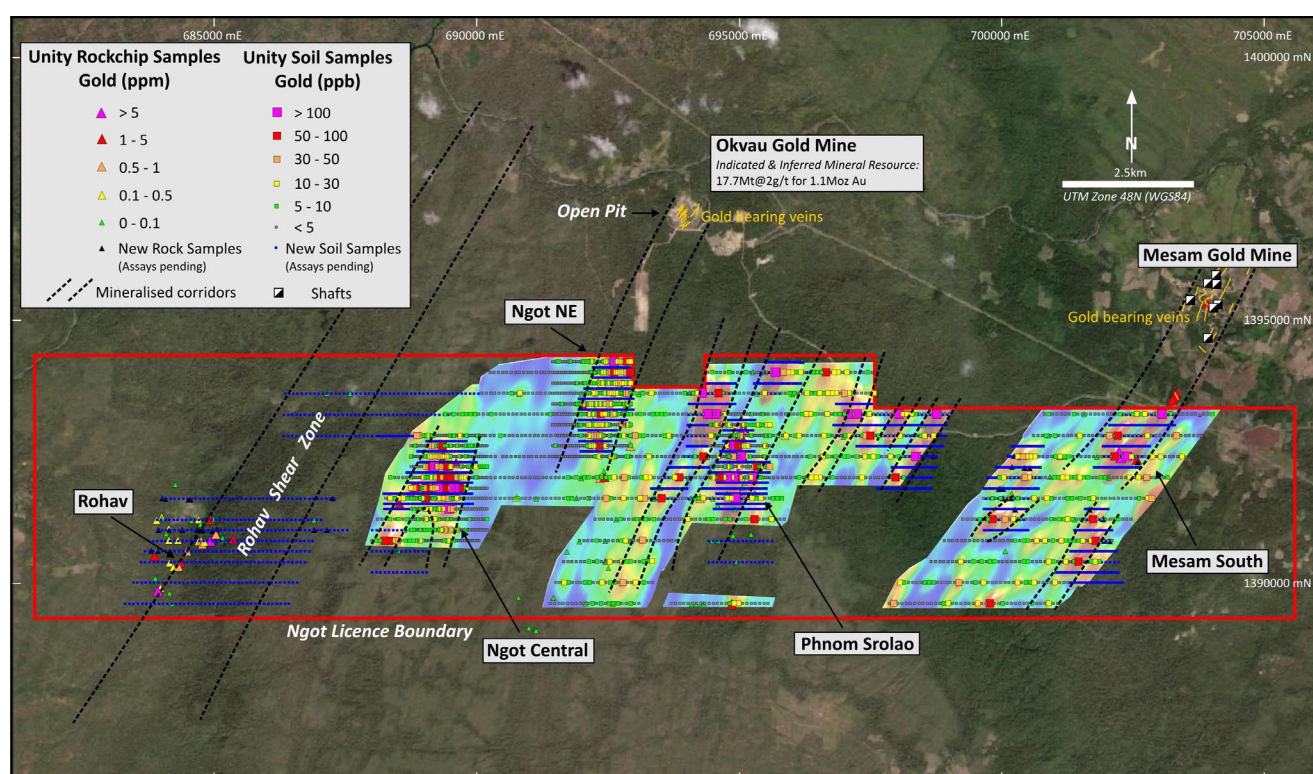 685000 mE
690000 mE
695000 mE
700000 mE
705000 mE
1400000 mN
Unity Rockchip Samples
Gold (ppm)
> 5
1 - 5
0.5 - 1
0.1 - 0.5
0 - 0.1
New Rock Samples
(Assays pending)
Unity Soil Samples
Gold (ppb)
> 100
50 - 100
30 - 50
10 - 30
5 - 10
< 5
New Soil Samples
(Assays pending)
Mineralised corridors
Shafts
Okvau Gold Mine
Indicated & Inferred Mineral Resource:
17.7Mt@2g/t for 1.1Moz Au
N
2.5km
UTM Zone 48N (WGS84)
Open Pit
Gold bearing veins
Mesam Gold Mine
Gold bearing veins
1395000 mN
Ngot NE
Rohav Shear Zone
Rohav
Mesam South
1390000 mN
Ngot Licence Boundary
Ngot Central
Phnom Srolao